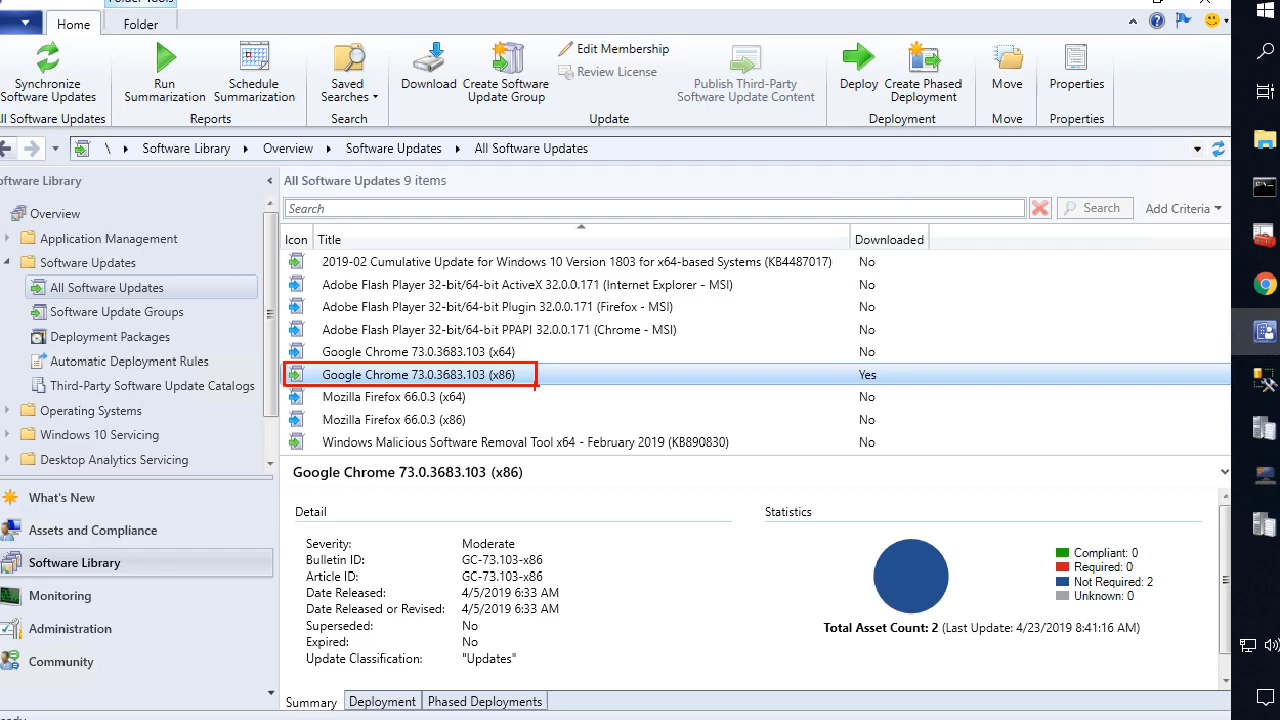 Folder Tools
Home
Folder
Synchronize
Software Updates
Run
Summarization
Schedule
Summarization
Saved
Searches
Download
Create Software
Update Group
Edit Membership
Review License
Publish Third-Party
Software Update Content
Deploy
Create Phased
Deployment
Move
Properties
ll Software Updates
Reports
Search
Update
Deployment
Move
Properties
\
Software Library
Overview
Software Updates
All Software Updates
oftware Library
Overview
Application Management
Software Updates
All Software Updates
Software Update Groups
Deployment Packages
Automatic Deployment Rules
Third-Party Software Update Catalogs
Operating Systems
Windows 10 Servicing
Desktop Analytics Servicing
What's New
Assets and Compliance
Software Library
Monitoring
Administration
Community
eady
All Software Updates 9 items
Search
Search
Add Criteria
Icon Title Downloaded
2019-02 Cumulative Update for Windows 10 Version 1803 for x64-based Systems (KB4487017) No
Adobe Flash Player 32-bit/64-bit ActiveX 32.0.0.171 (Internet Explorer - MSI) No
Adobe Flash Player 32-bit/64-bit Plugin 32.0.0.171 (Firefox - MSI) No
Adobe Flash Player 32-bit/64-bit PPAPI 32.0.0.171 (Chrome - MSI) No
Google Chrome 73.0.3683.103 (x64) No
Google Chrome 73.0.3683.103 (x86) Yes
Mozilla Firefox 66.0.3 (x64) No
Mozilla Firefox 66.0.3 (x86) No
Windows Malicious Software Removal Tool x64 - February 2019 (KB890830) No
Google Chrome 73.0.3683.103 (x86)
Detail
Severity: Moderate
Bulletin ID: GC-73.103-x86
Article ID: GC-73.103-x86
Date Released: 4/5/2019 6:33 AM
Date Released or Revised: 4/5/2019 6:33 AM
Superseded: No
Expired: No
Update Classification: "Updates"
Statistics
Compliant: 0
Required: 0
Not Required: 2
Unknown: 0
Total Asset Count: 2 (Last Update: 4/23/2019 8:41:16 AM)
Summary
Deployment
Phased Deployments